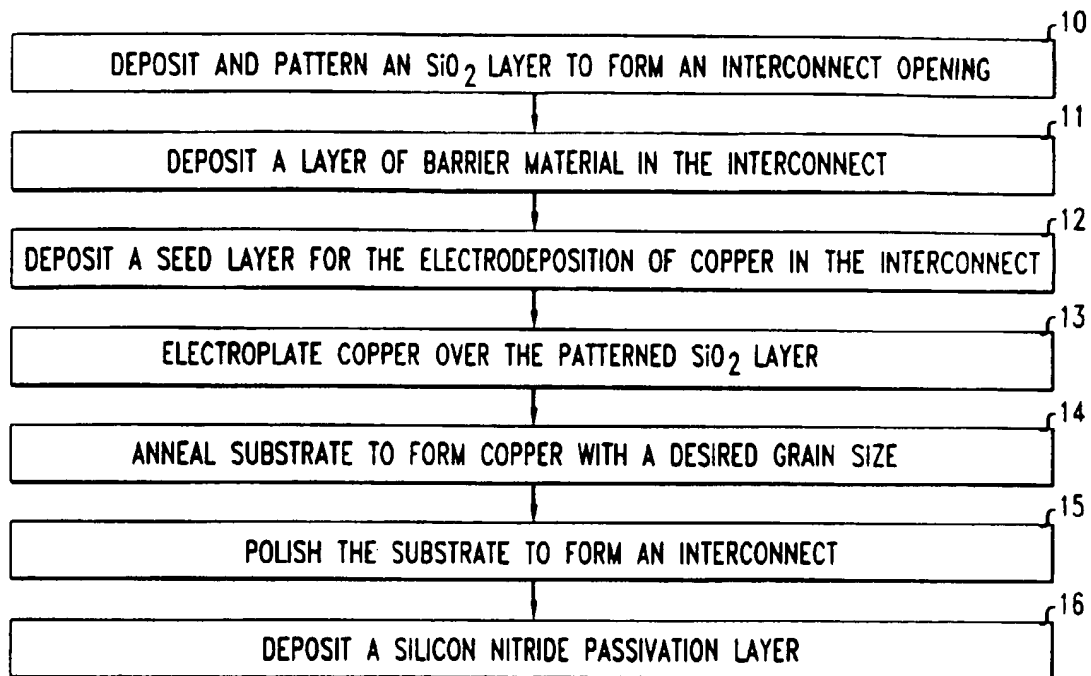 10
DEPOSIT AND PATTERN AN SiO2 LAYER TO FORM AN INTERCONNECT OPENING
11
DEPOSIT A LAYER OF BARRIER MATERIAL IN THE INTERCONNECT
12
DEPOSIT A SEED LAYER FOR THE ELECTRODEPOSITION OF COPPER IN THE INTERCONNECT
13
ELECTROPLATE COPPER OVER THE PATTERNED SiO2 LAYER
14
ANNEAL SUBSTRATE TO FORM COPPER WITH A DESIRED GRAIN SIZE
15
POLISH THE SUBSTRATE TO FORM AN INTERCONNECT
16
DEPOSIT A SILICON NITRIDE PASSIVATION LAYER